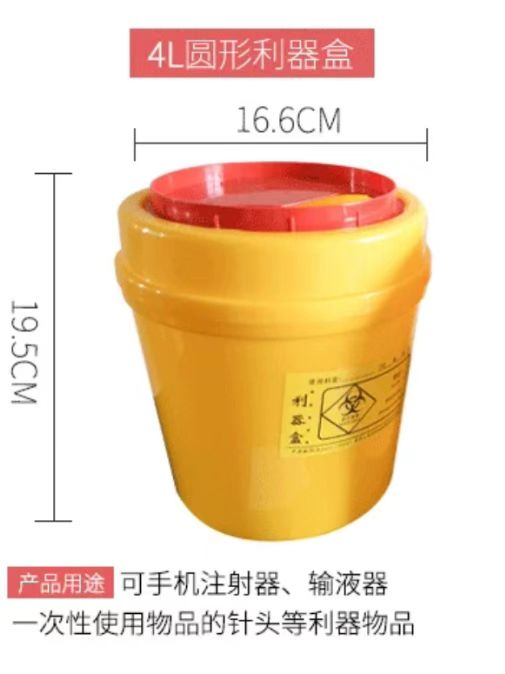 4L圆形利器盒
16.6CM
19.5CM
利器盒
产品用途 可手机注射器、输液器
一次性使用物品的针头等利器物品